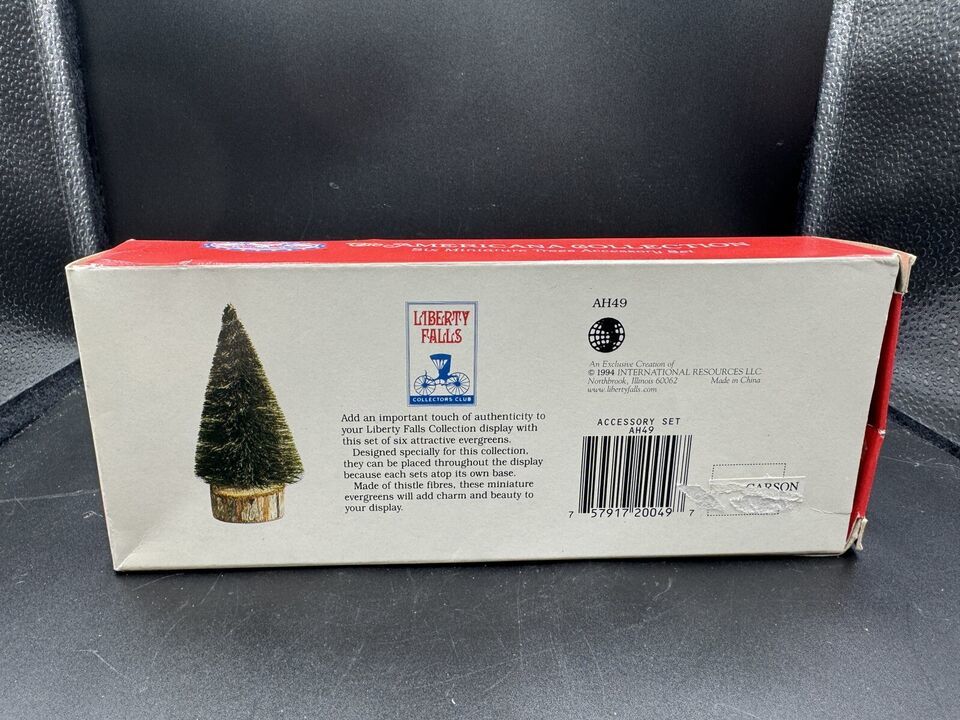 The AMERICANA COLLECTION
Six Miniature Trees Accessory Set
LIBERTY
FALLS
COLLECTORS CLUB
Add an important touch of authenticity to
your Liberty Falls Collection display with
this set of six attractive evergreens.
Designed specially for this collection,
they can be placed throughout the display
because each sets atop its own base.
Made of thistle fibres, these miniature
evergreens will add charm and beauty to
your display.
AH49
An Exclusive Creation of
© 1994 INTERNATIONAL RESOURCES LLC
Northbrook, Illinois 60062 Made in China
www.libertyfalls.com
ACCESSORY SET
AH49
7 57917 20049 7
CARSON